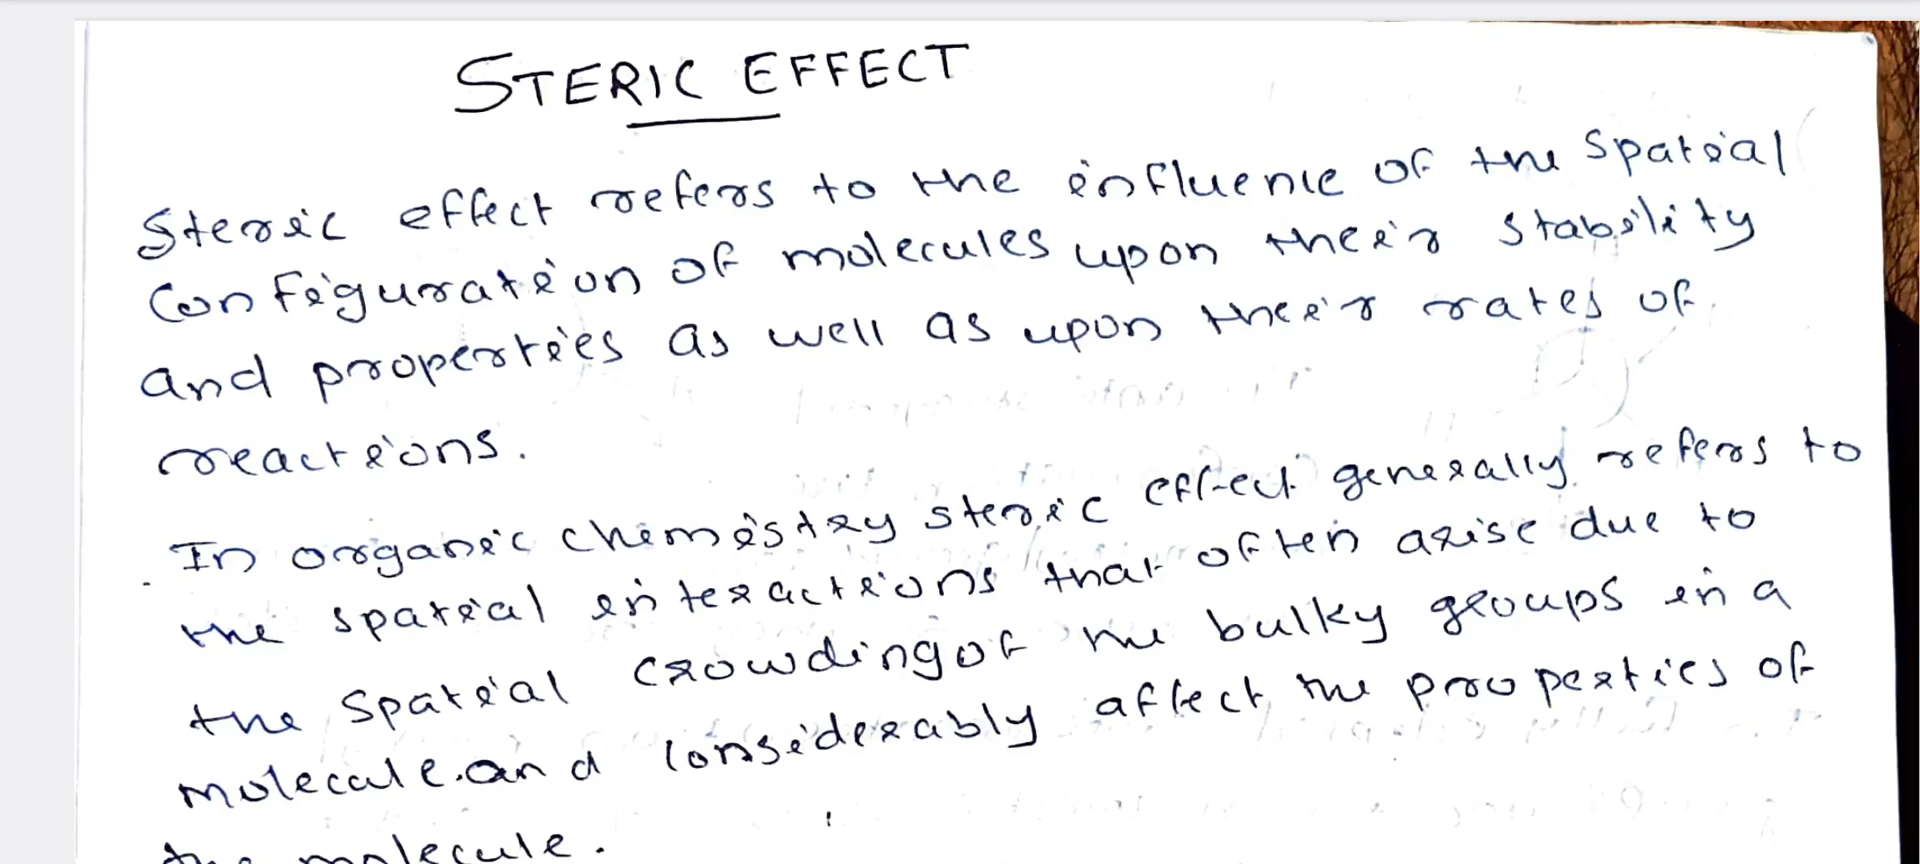 STERIC EFFECT
Steric effect refers to the influence of the spatial
configuration of molecules upon their stability
and properties as well as upon their rates of
reactions.
In organic chemistry steric effect generally refers to
the spatial interactions that often arise due to
the spatial crowding of the bulky groups in a
molecule.and considerably affect the properties of
the molecule.